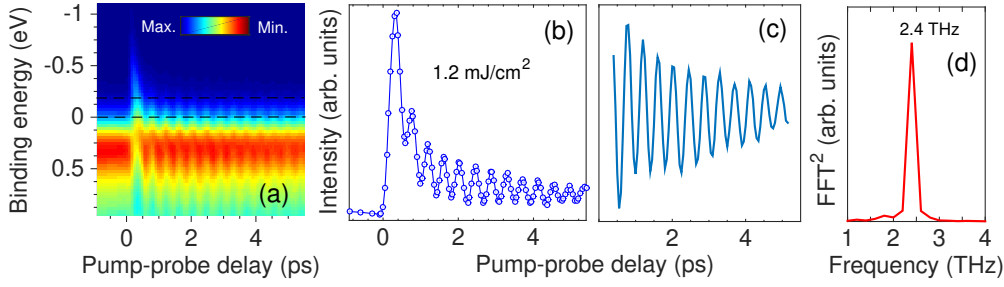 Binding energy (eV)
-1
-0.5
0
0.5
Max.
Min.
(a)
0
2
4
Pump-probe delay (ps)
Intensity (arb. units)
(b)
1.2 mJ/cm²
0
2
4
(c)
0
2
4
Pump-probe delay (ps)
FFT²(arb. units)
2.4 THz
(d)
1
2
3
4
Frequency (THz)